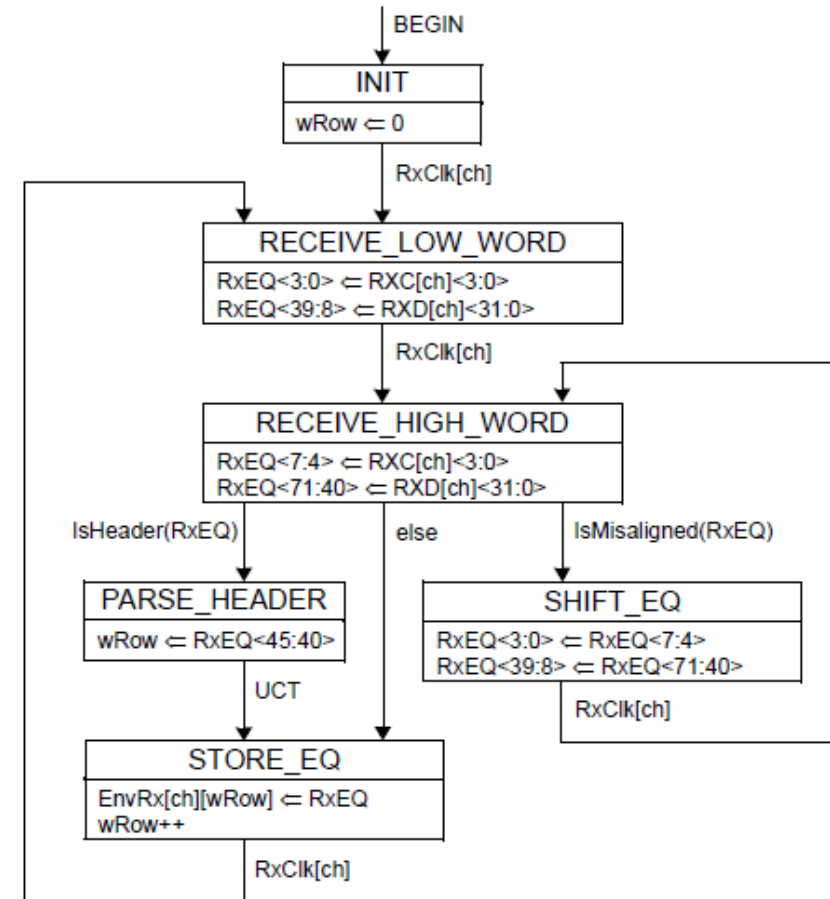 BEGIN
INIT
wRow ⇐ 0
RxClk[ch]
RECEIVE_LOW_WORD
RxEQ<3:0> ⇐ RXC[ch]<3:0>
RxEQ<39:8> ⇐ RXD[ch]<31:0>
RxClk[ch]
RECEIVE_HIGH_WORD
RxEQ<7:4> ⇐ RXC[ch]<3:0>
RxEQ<71:40> ⇐ RXD[ch]<31:0>
IsHeader(RxEQ)
else
IsMisaligned(RxEQ)
PARSE_HEADER
wRow ⇐ RxEQ<45:40>
SHIFT_EQ
RxEQ<3:0> ⇐ RxEQ<7:4>
RxEQ<39:8> ⇐ RxEQ<71:40>
UCT
RxClk[ch]
STORE_EQ
EnvRx[ch][wRow] ⇐ RxEQ
wRow++
RxClk[ch]